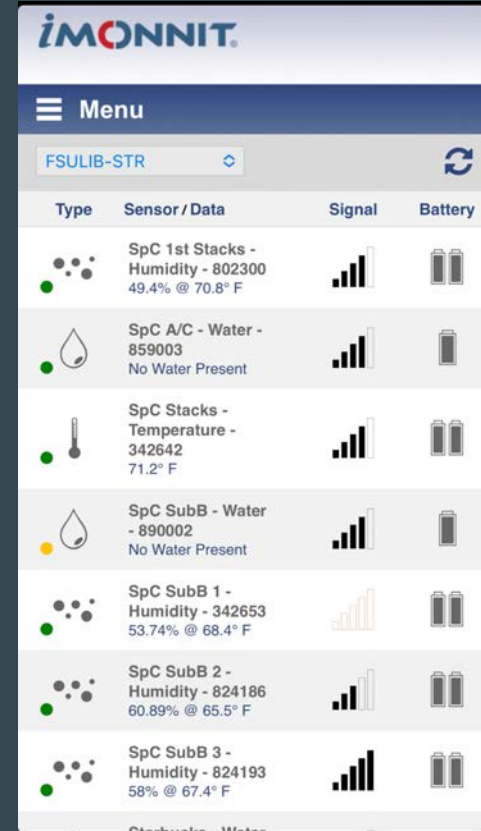 iMONNIT®
Menu
FSULIB-STR
Type Sensor / Data Signal Battery
SpC 1st Stacks -
Humidity - 802300
49.4% @ 70.8° F
SpC A/C - Water -
859003
No Water Present
SpC Stacks -
Temperature -
342642
71.2° F
SpC SubB - Water
- 890002
No Water Present
SpC SubB 1 -
Humidity - 342653
53.74% @ 68.4° F
SpC SubB 2 -
Humidity - 824186
60.89% @ 65.5° F
SpC SubB 3 -
Humidity - 824193
58% @ 67.4° F
Starbucks - Water